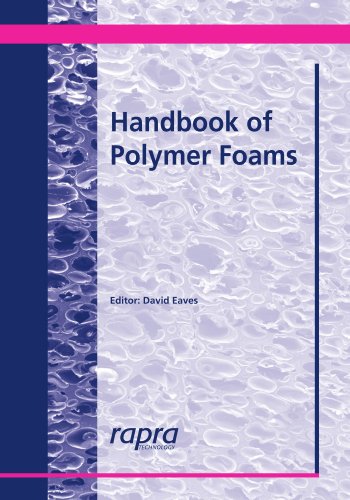 Handbook of
Polymer Foams
Editor: David Eaves
rapra
TECHNOLOGY